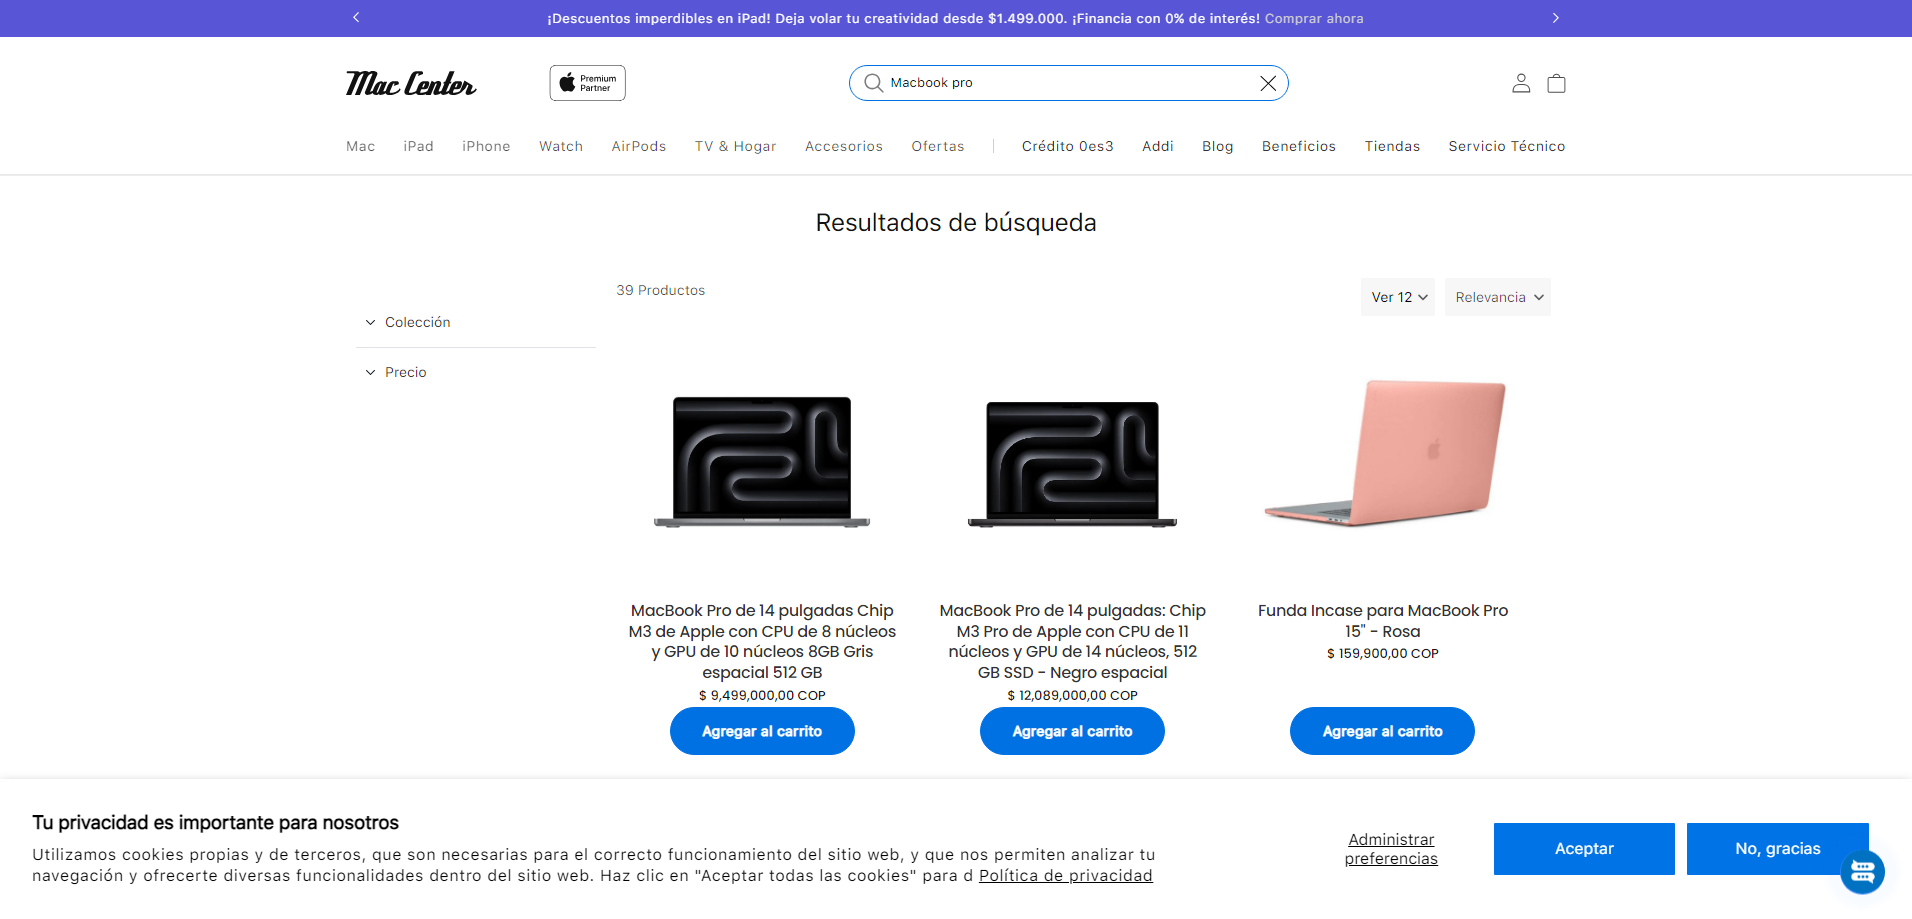 ¡Descuentos imperdibles en iPad! Deja volar tu creatividad desde $1.499.000. ¡Financia con 0% de interés! Comprar ahora
Mac Center
Premium
Partner
Macbook pro
Mac
iPad
iPhone
Watch
AirPods
TV & Hogar
Accesorios
Ofertas
Crédito 0es3
Addi
Blog
Beneficios
Tiendas
Servicio Técnico
Resultados de búsqueda
39 Productos
Ver 12
Relevancia
Colección
Precio
MacBook Pro de 14 pulgadas Chip
M3 de Apple con CPU de 8 núcleos
y GPU de 10 núcleos 8GB Gris
espacial 512 GB
$ 9,499,000,00 COP
Agregar al carrito
MacBook Pro de 14 pulgadas: Chip
M3 Pro de Apple con CPU de 11
núcleos y GPU de 14 núcleos, 512
GB SSD - Negro espacial
$ 12,089,000,00 COP
Agregar al carrito
Funda Incase para MacBook Pro
15" - Rosa
$ 159,900,00 COP
Agregar al carrito
Tu privacidad es importante para nosotros
Utilizamos cookies propias y de terceros, que son necesarias para el correcto funcionamiento del sitio web, y que nos permiten analizar tu
navegación y ofrecerte diversas funcionalidades dentro del sitio web. Haz clic en "Aceptar todas las cookies" para d Política de privacidad
Administrar
preferencias
Aceptar
No, gracias